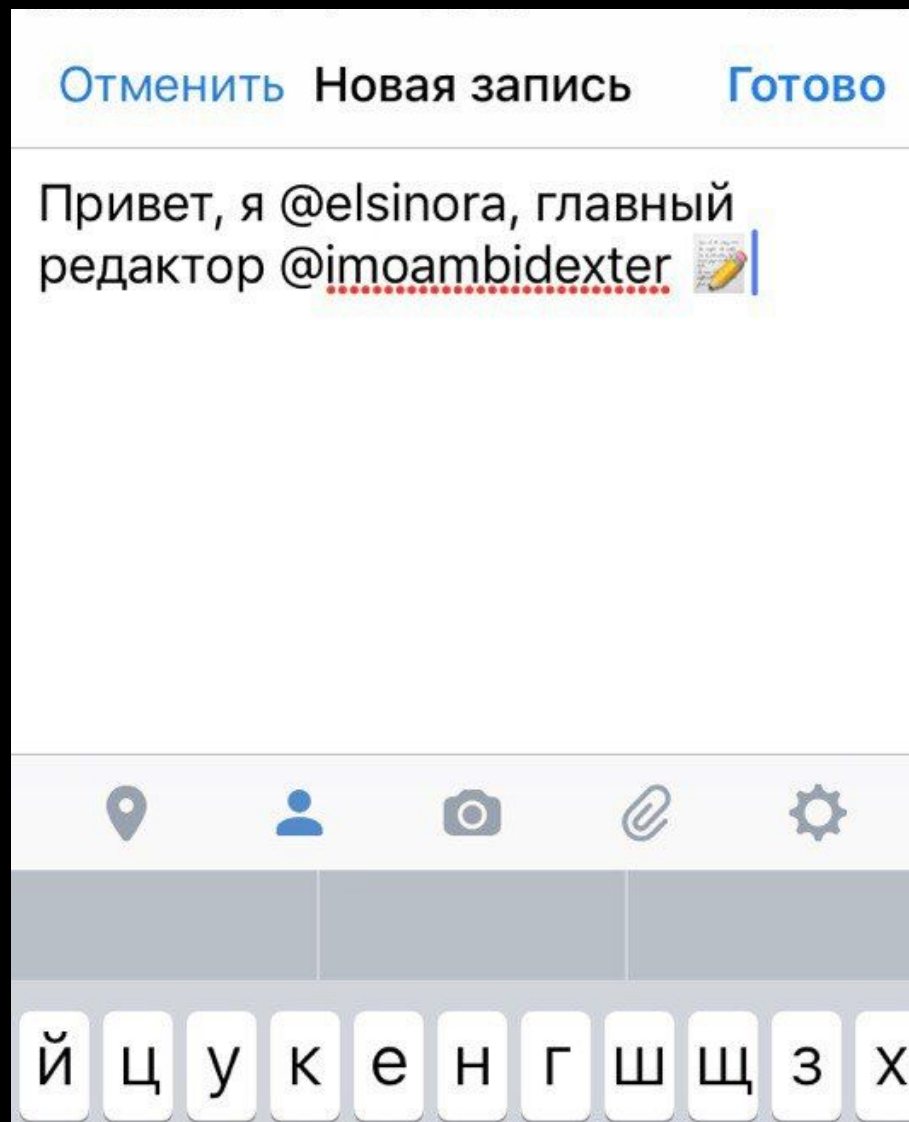 Отменить Новая запись Готово
Привет, я @elsinora, главный
редактор @imoambidexter 📝
й ц у к е н г ш щ з х